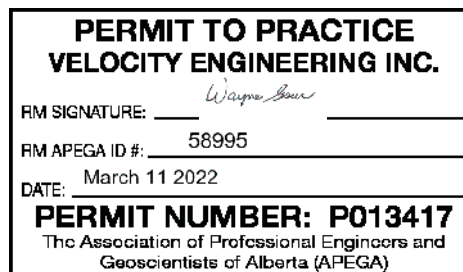 PERMIT TO PRACTICE
VELOCITY ENGINEERING INC.
RM SIGNATURE: Wayne
RM APEGA ID #: 58995
DATE: March 11 2022
PERMIT NUMBER: P013417
The Association of Professional Engineers and
Geoscientists of Alberta (APEGA)